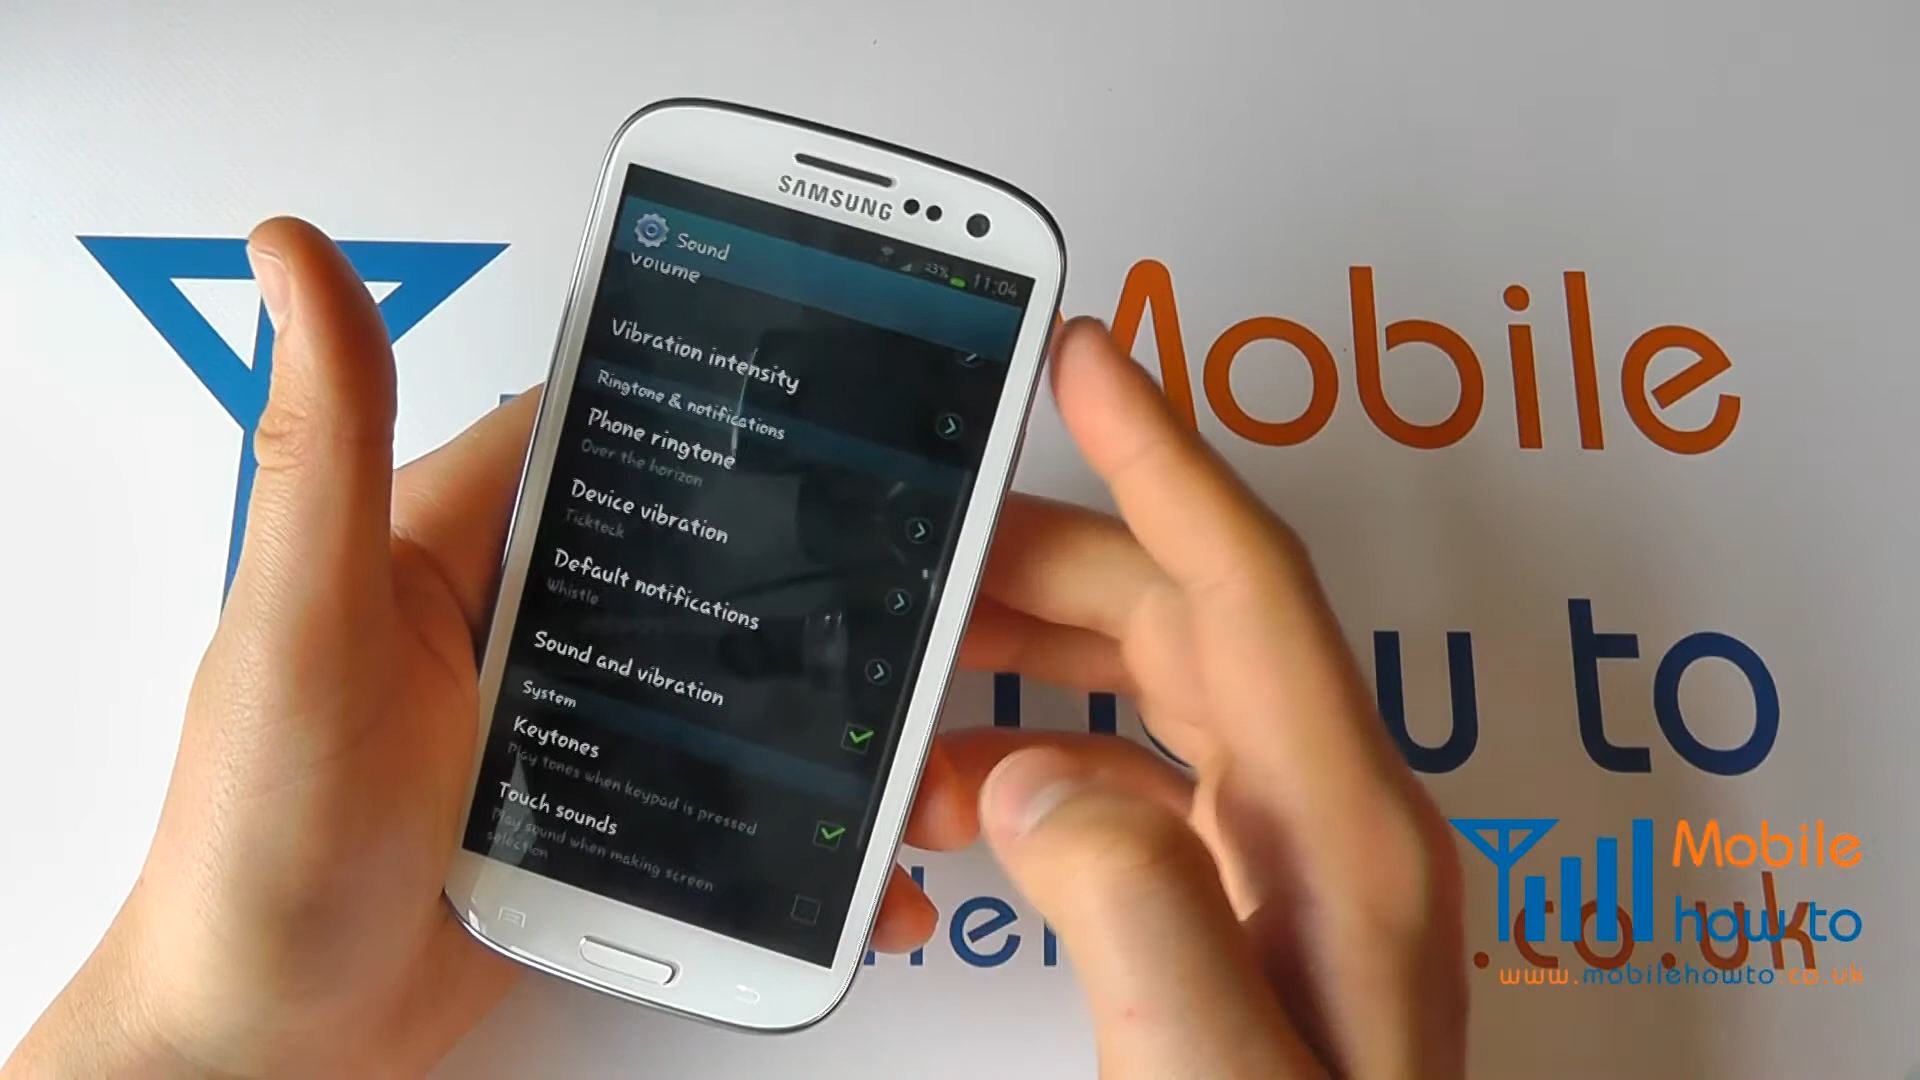 SAMSUNG
23% 11:04
Sound
Volume
Vibration intensity
Ringtone & notifications
Phone ringtone
Over the horizon
Device vibration
Ticktock
Default notifications
Whistle
Sound and vibration
System
Keytones
Play tones when keypad is pressed
Touch sounds
Play sound when making screen
selection
Mobile
to
.co.uk
Mobile
how to
www.mobilehowto.co.uk